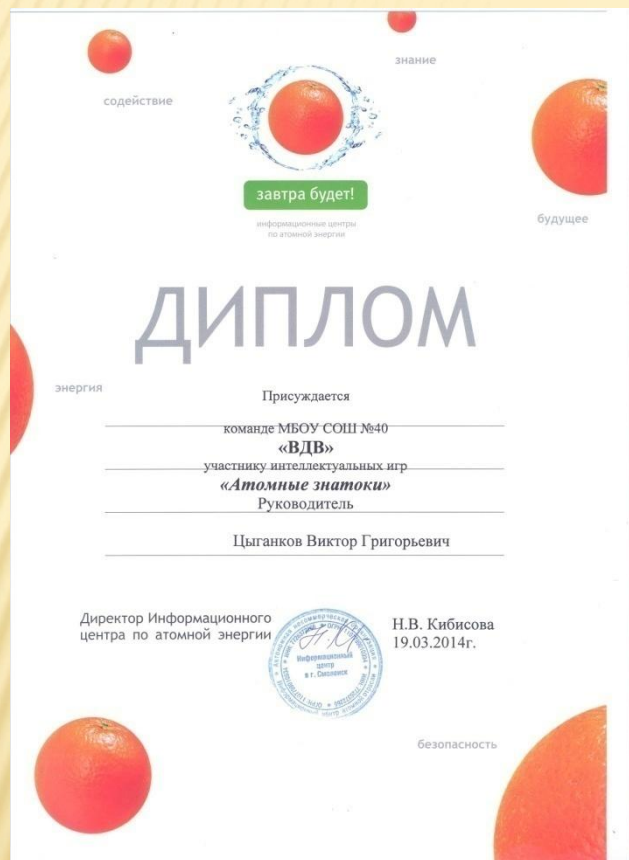 знание
содействие
завтра будет!
информационные центры
по атомной энергии
будущее
ДИПЛОМ
энергия
Присуждается
команде МБОУ СОШ №40
«ВДВ»
участнику интеллектуальных игр
«Атомные знатоки»
Руководитель
Цыганков Виктор Григорьевич
Директор Информационного
центра по атомной энергии
Н.В. Кибисова
19.03.2014г.
Информационный
центр
в г. Смоленск
безопасность